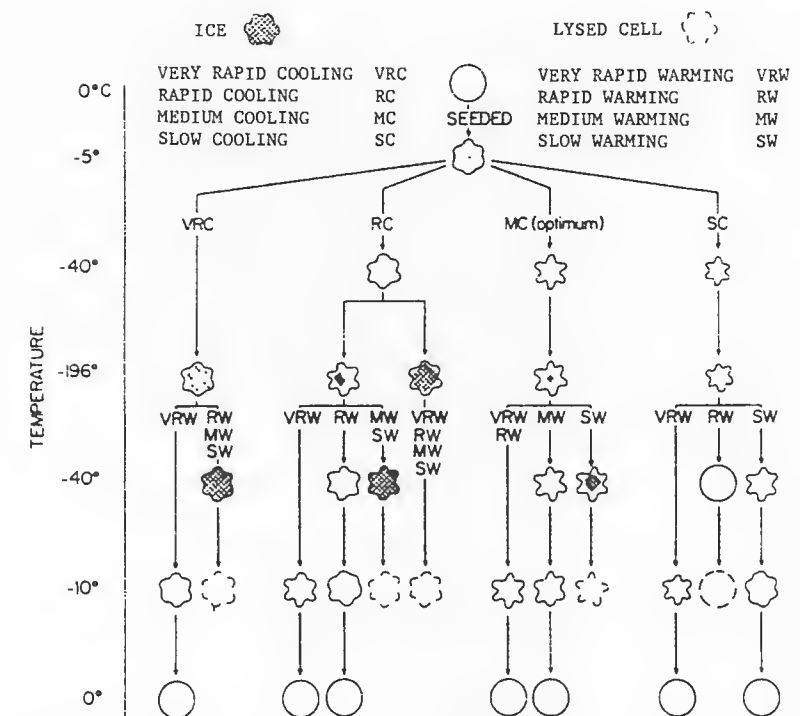 ICE
LYSED CELL
VERY RAPID COOLING VRC
RAPID COOLING RC
MEDIUM COOLING MC
SLOW COOLING SC
VERY RAPID WARMING VRW
RAPID WARMING RW
MEDIUM WARMING MW
SLOW WARMING SW
0°C
SEEDED
-5°
VRC RC MC (optimum) SC
-40°
TEMPERATURE
-196°
VRW RW VRW RW MW VRW VRW MW SW VRW RW SW
MW SW RW RW
SW MW
SW
-40°
-10°
0°